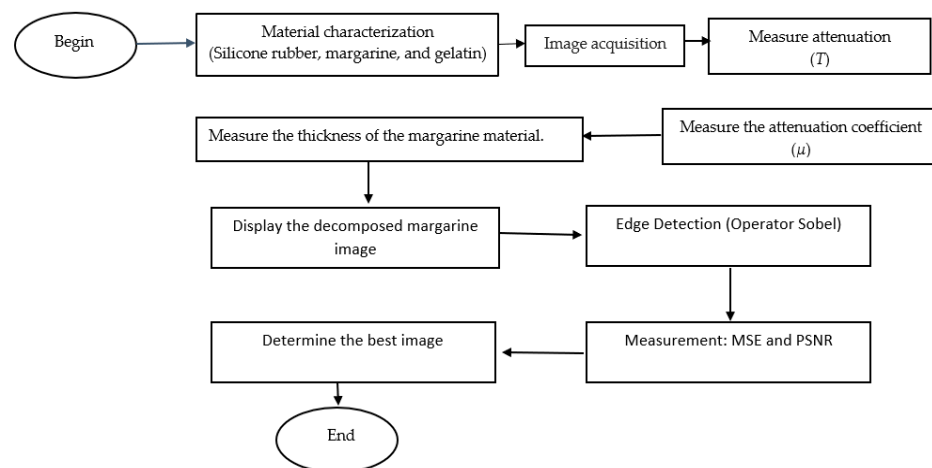 Begin
Material characterization
(Silicone rubber, margarine, and gelatin)
Image acquisition
Measure attenuation
(T)
Measure the attenuation coefficient
(μ)
Measure the thickness of the margarine material.
Display the decomposed margarine
image
Edge Detection (Operator Sobel)
Measurement: MSE and PSNR
Determine the best image
End